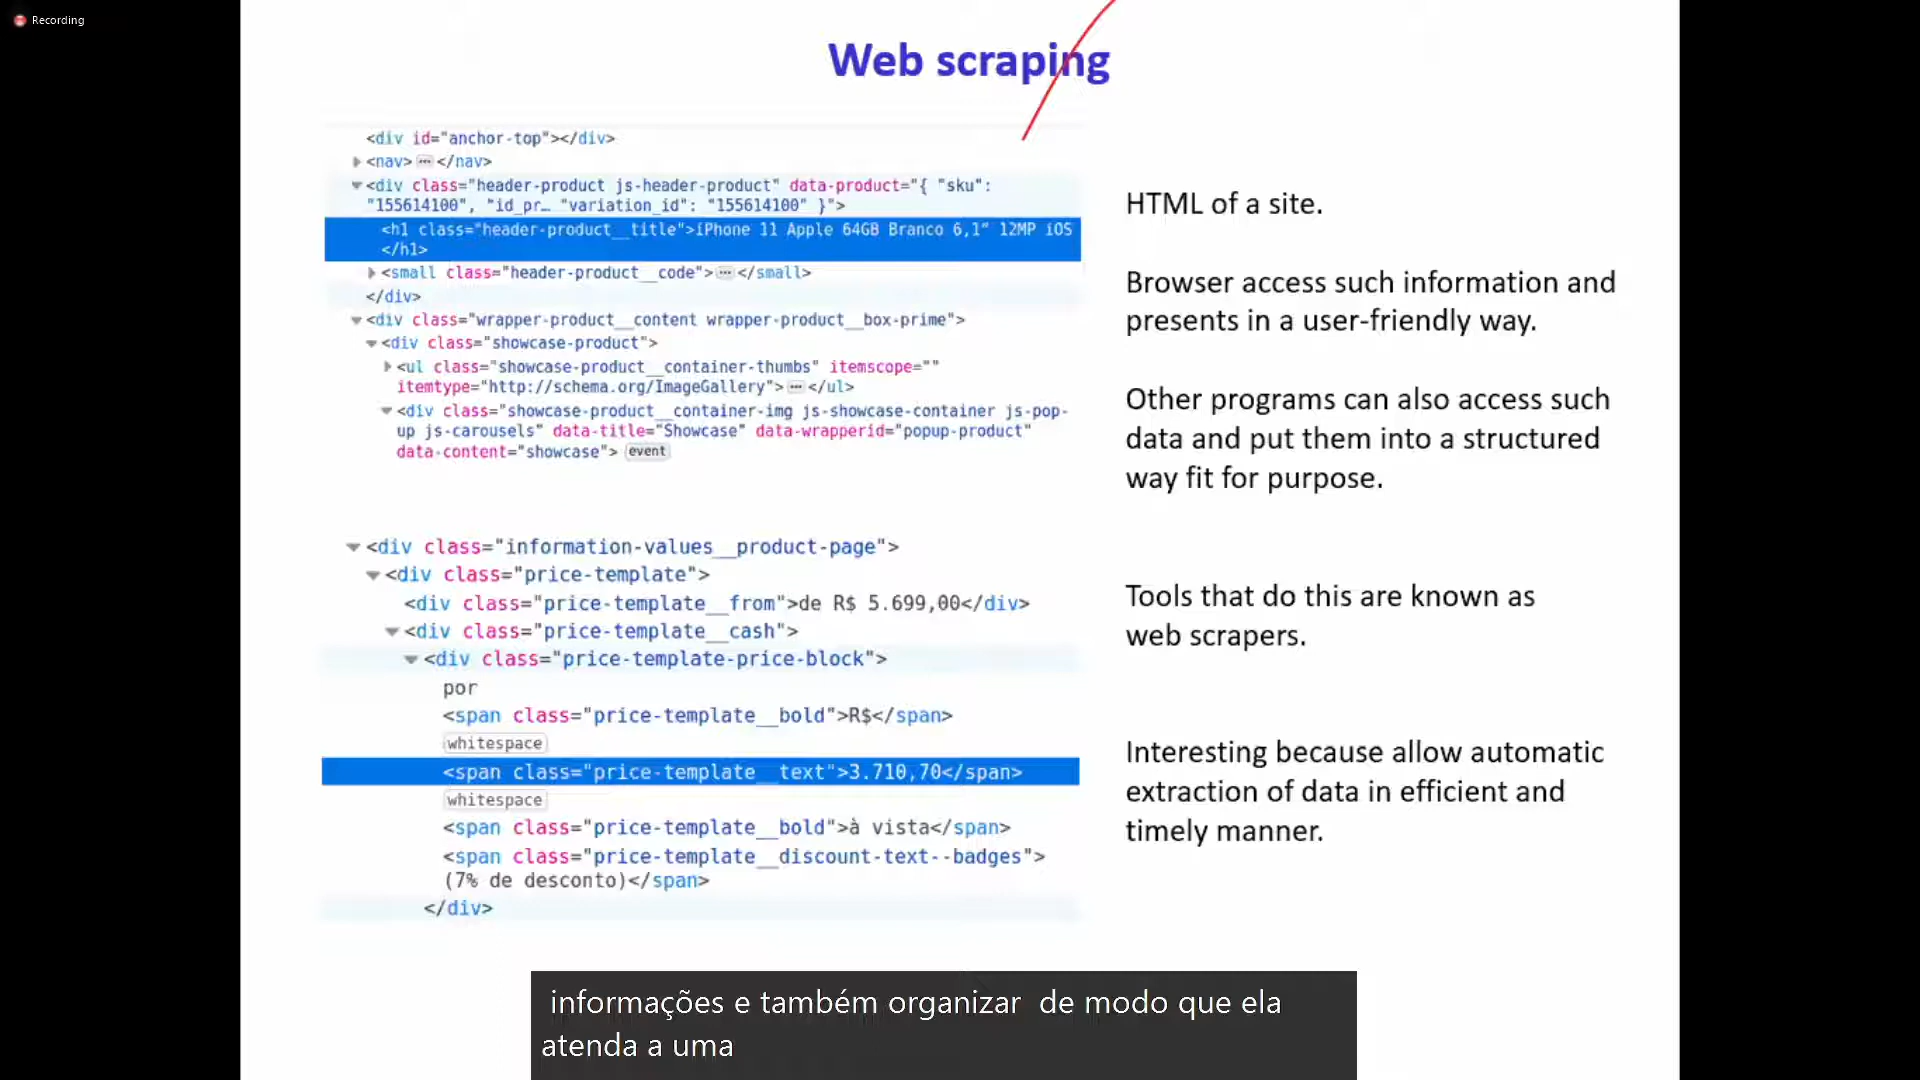 Recording
Web scraping
<div id="anchor-top"></div>
<nav> ••• </nav>
<div class="header-product js-header-product" data-product="{ "sku":
"155614100", "id_pr… "variation_id": "155614100" }">
<h1 class="header-product__title">iPhone 11 Apple 64GB Branco 6,1” 12MP iOS
</h1>
<small class="header-product__code"> ••• </small>
</div>
<div class="wrapper-product__content wrapper-product__box-prime">
<div class="showcase-product">
<ul class="showcase-product__container-thumbs" itemscope=""
itemtype="http://schema.org/ImageGallery"> ••• </ul>
<div class="showcase-product__container-img js-showcase-container js-pop-
up js-carousels" data-title="Showcase" data-wrapperid="popup-product"
data-content="showcase"> event
<div class="information-values__product-page">
<div class="price-template">
<div class="price-template__from">de R$ 5.699,00</div>
<div class="price-template__cash">
<div class="price-template-price-block">
por
<span class="price-template__bold">R$</span>
whitespace
<span class="price-template__text">3.710,70</span>
whitespace
<span class="price-template__bold">à vista</span>
<span class="price-template__discount-text--badges">
(7% de desconto)</span>
</div>
HTML of a site.
Browser access such information and
presents in a user-friendly way.
Other programs can also access such
data and put them into a structured
way fit for purpose.
Tools that do this are known as
web scrapers.
Interesting because allow automatic
extraction of data in efficient and
timely manner.
informações e também organizar de modo que ela
atenda a uma